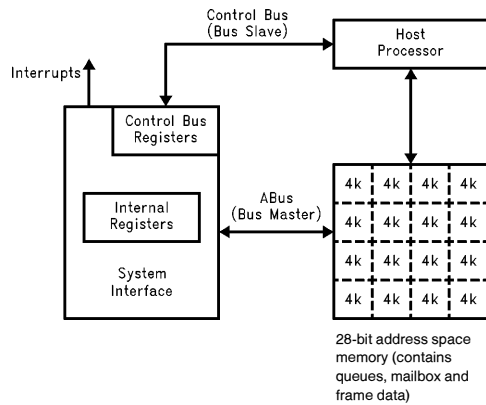 Control Bus
(Bus Slave)
Host
Processor
Interrupts
Control Bus
Registers
Internal
Registers
System
Interface
ABus
(Bus Master)
4k 4k 4k 4k
4k 4k 4k 4k
4k 4k 4k 4k
4k 4k 4k 4k
28-bit address space
memory (contains
queues, mailbox and
frame data)